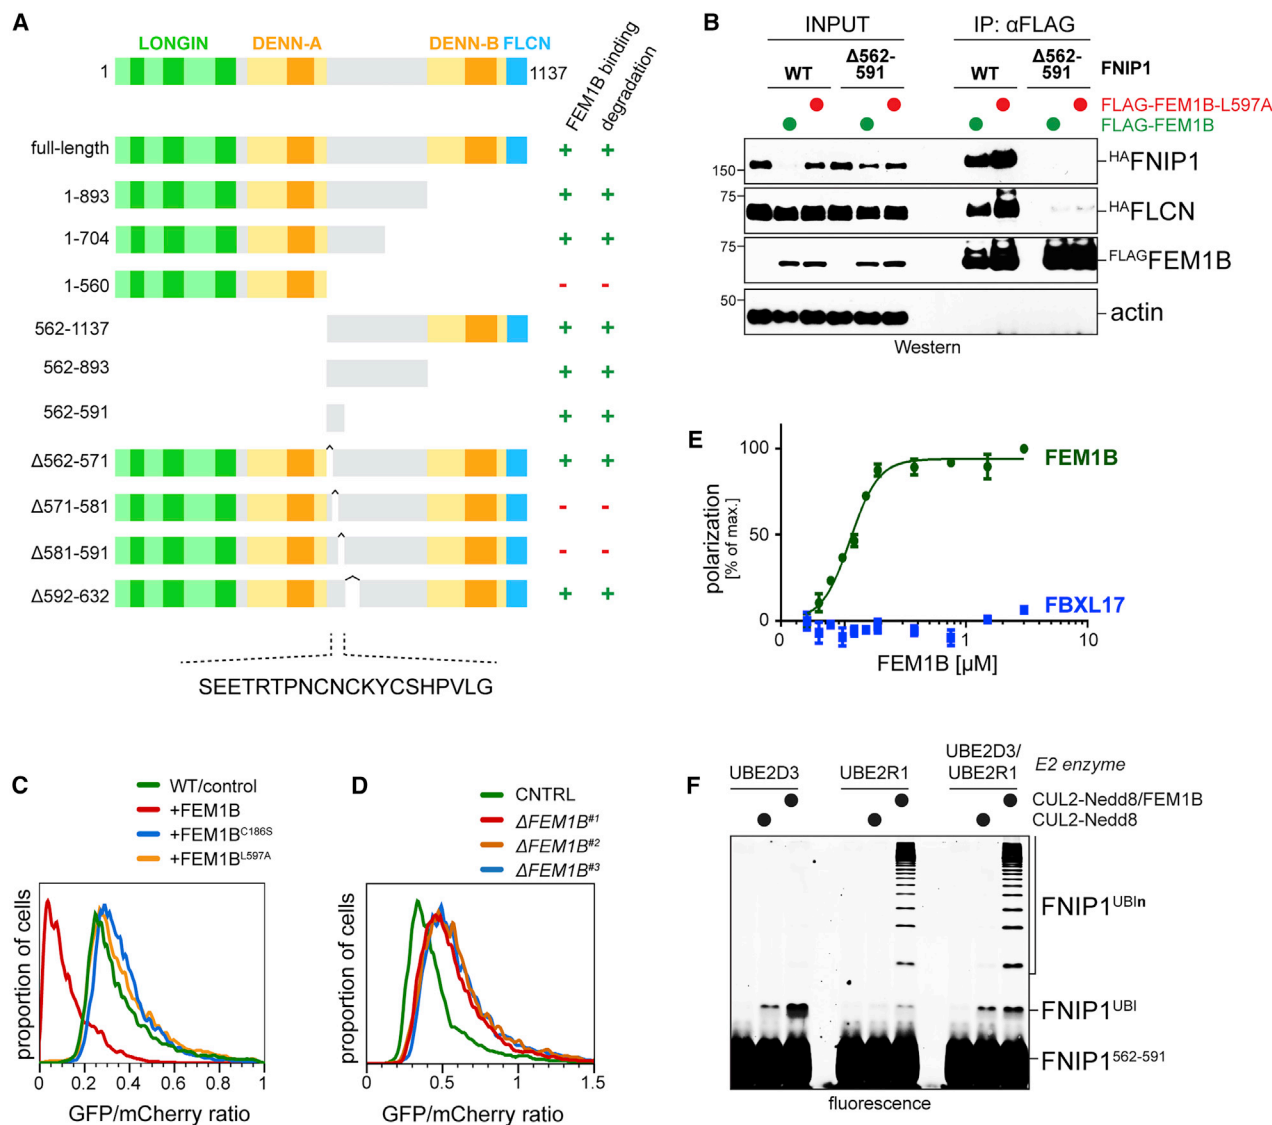 A
LONGIN DENN-A DENN-B FLCN
1 1137
FEM1B binding
degradation
full-length + +
1-893 + +
1-704 + +
1-560 - -
562-1137 + +
562-893 + +
562-591 + +
Δ562-571 + +
Δ571-581 - -
Δ581-591 - -
Δ592-632 + +
SEETRTPNCNCKYCSHPVLG
B
INPUT IP: αFLAG
WT Δ562-591 WT Δ562-591 FNIP1
FLAG-FEM1B-L597A
FLAG-FEM1B
150 HAFNIP1
75 HAFLCN
75 FLAGFEM1B
50 actin
Western
E
100
50
0
polarization
[% of max.]
FEM1B
FBXL17
0 1 10
FEM1B [µM]
C
WT/control
+FEM1B
+FEM1BC186S
+FEM1BL597A
proportion of cells
0 0.2 0.4 0.6 0.8 1
GFP/mCherry ratio
D
CNTRL
ΔFEM1B#1
ΔFEM1B#2
ΔFEM1B#3
proportion of cells
0 0.5 1 1.5
GFP/mCherry ratio
F
UBE2D3 UBE2R1 UBE2D3/UBE2R1 E2 enzyme
CUL2-Nedd8/FEM1B
CUL2-Nedd8
FNIP1UBIn
FNIP1UBI
FNIP1562-591
fluorescence